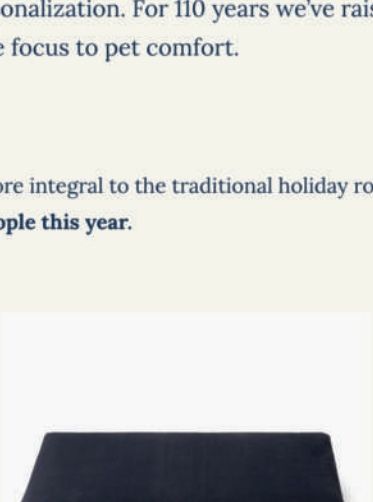 onalization. For 110 years we've rais
e focus to pet comfort.
ore integral to the traditional holiday ro
ople this year.